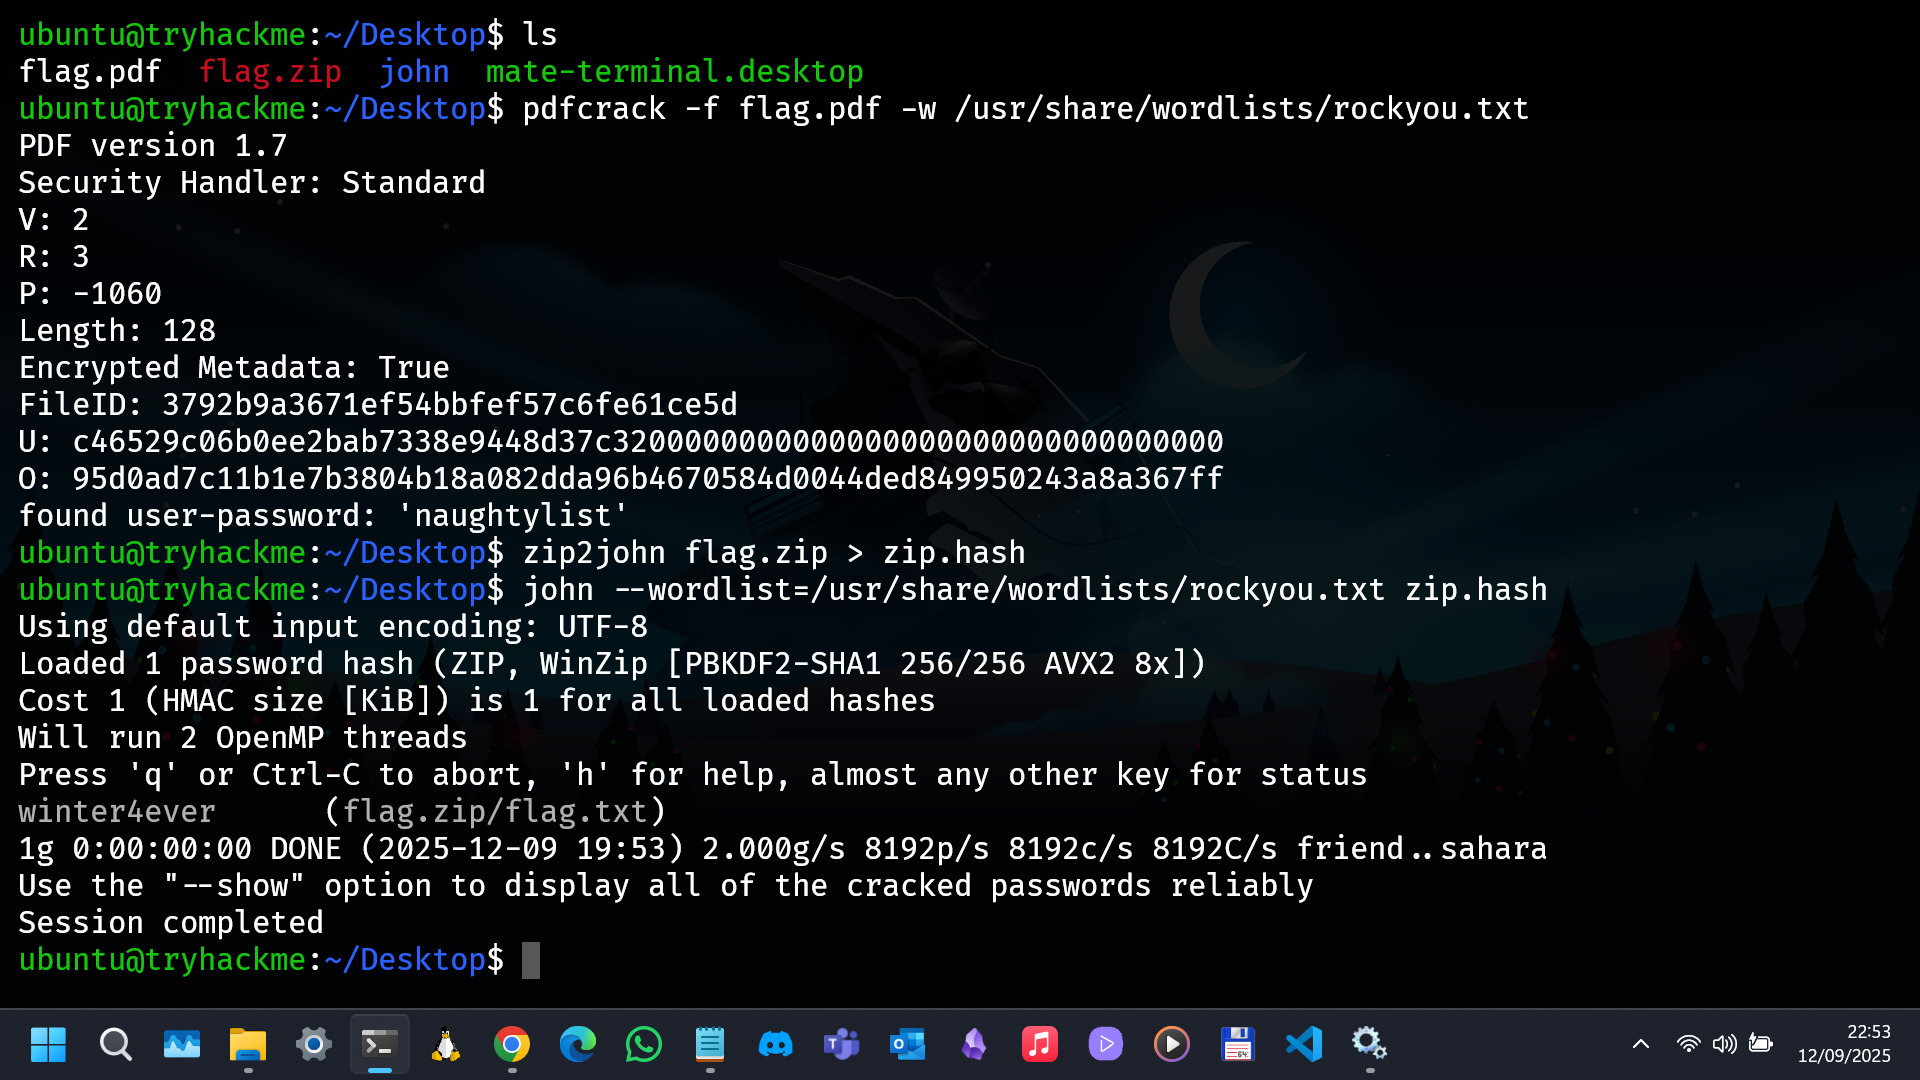 ubuntu@tryhackme:~/Desktop$ ls
flag.pdf  flag.zip  john  mate-terminal.desktop
ubuntu@tryhackme:~/Desktop$ pdfcrack -f flag.pdf -w /usr/share/wordlists/rockyou.txt
PDF version 1.7
Security Handler: Standard
V: 2
R: 3
P: -1060
Length: 128
Encrypted Metadata: True
FileID: 3792b9a3671ef54bbfef57c6fe61ce5d
U: c46529c06b0ee2bab7338e9448d37c3200000000000000000000000000000000
O: 95d0ad7c11b1e7b3804b18a082dda96b4670584d0044ded849950243a8a367ff
found user-password: 'naughtylist'
ubuntu@tryhackme:~/Desktop$ zip2john flag.zip > zip.hash
ubuntu@tryhackme:~/Desktop$ john --wordlist=/usr/share/wordlists/rockyou.txt zip.hash
Using default input encoding: UTF-8
Loaded 1 password hash (ZIP, WinZip [PBKDF2-SHA1 256/256 AVX2 8x])
Cost 1 (HMAC size [KiB]) is 1 for all loaded hashes
Will run 2 OpenMP threads
Press 'q' or Ctrl-C to abort, 'h' for help, almost any other key for status
winter4ever      (flag.zip/flag.txt)
1g 0:00:00:00 DONE (2025-12-09 19:53) 2.000g/s 8192p/s 8192c/s 8192C/s friend..sahara
Use the "--show" option to display all of the cracked passwords reliably
Session completed
ubuntu@tryhackme:~/Desktop$
22:53
12/09/2025